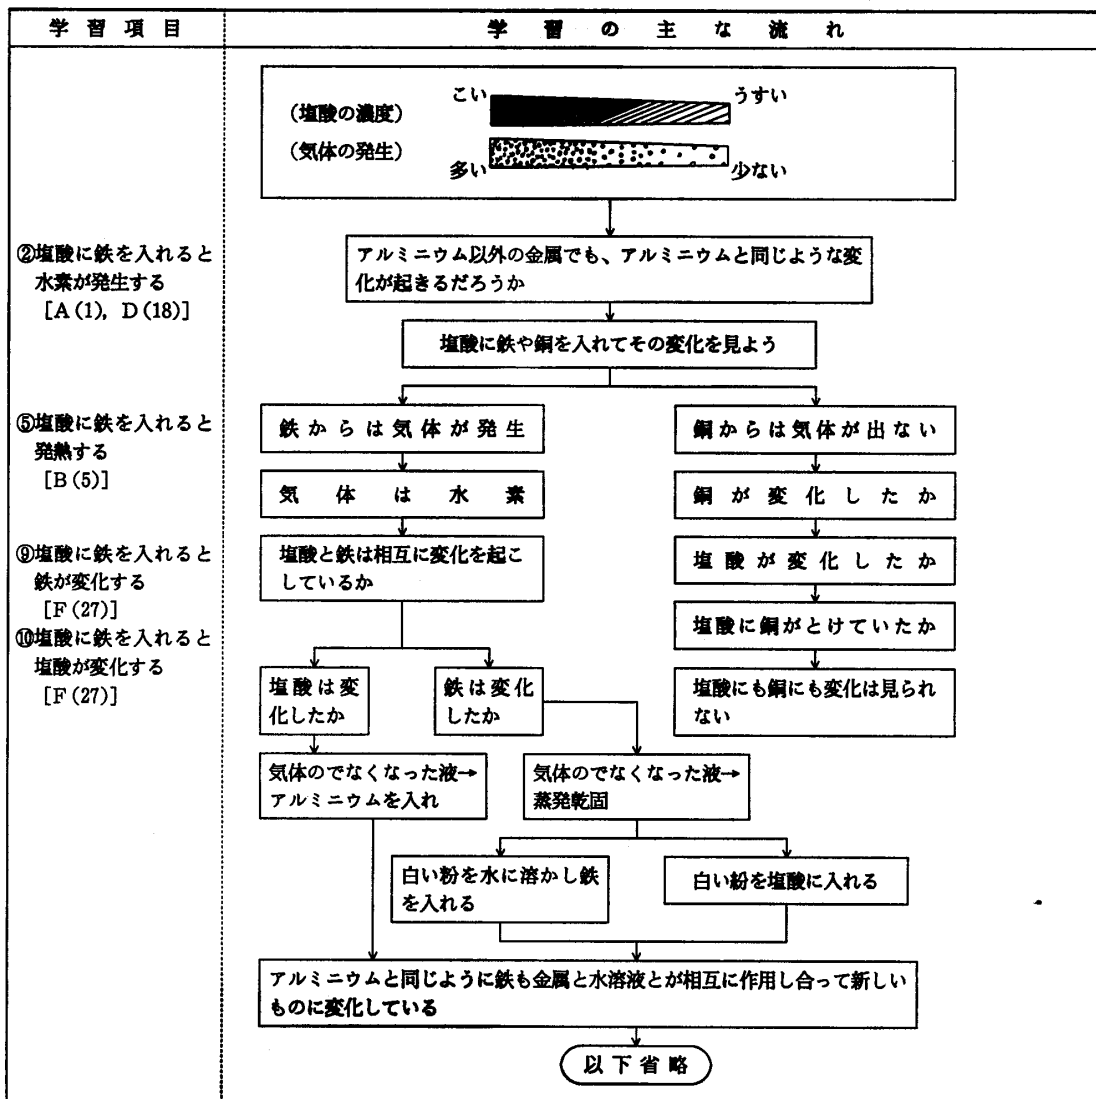 学習項目
学習の主な流れ
(塩酸の濃度)
こい
うすい
(気体の発生)
多い
少ない
②塩酸に鉄を入れると
水素が発生する
[A(1), D(18)]
アルミニウム以外の金属でも、アルミニウムと同じような変
化が起きるだろうか
塩酸に鉄や銅を入れてその変化を見よう
⑤塩酸に鉄を入れると
発熱する
[B(5)]
鉄からは気体が発生
銅からは気体が出ない
気体は水素
銅が変化したか
⑨塩酸に鉄を入れると
鉄が変化する
[F(27)]
塩酸と鉄は相互に変化を起こ
しているか
塩酸が変化したか
塩酸に銅がとけていたか
⑩塩酸に鉄を入れると
塩酸が変化する
[F(27)]
塩酸は変
化したか
鉄は変化
したか
塩酸にも銅にも変化は見られ
ない
気体のでなくなった液→
アルミニウムを入れ
気体のでなくなった液→
蒸発乾固
白い粉を水に溶かし鉄
を入れる
白い粉を塩酸に入れる
アルミニウムと同じように鉄も金属と水溶液とが相互に作用し合って新しい
ものに変化している
以下省略